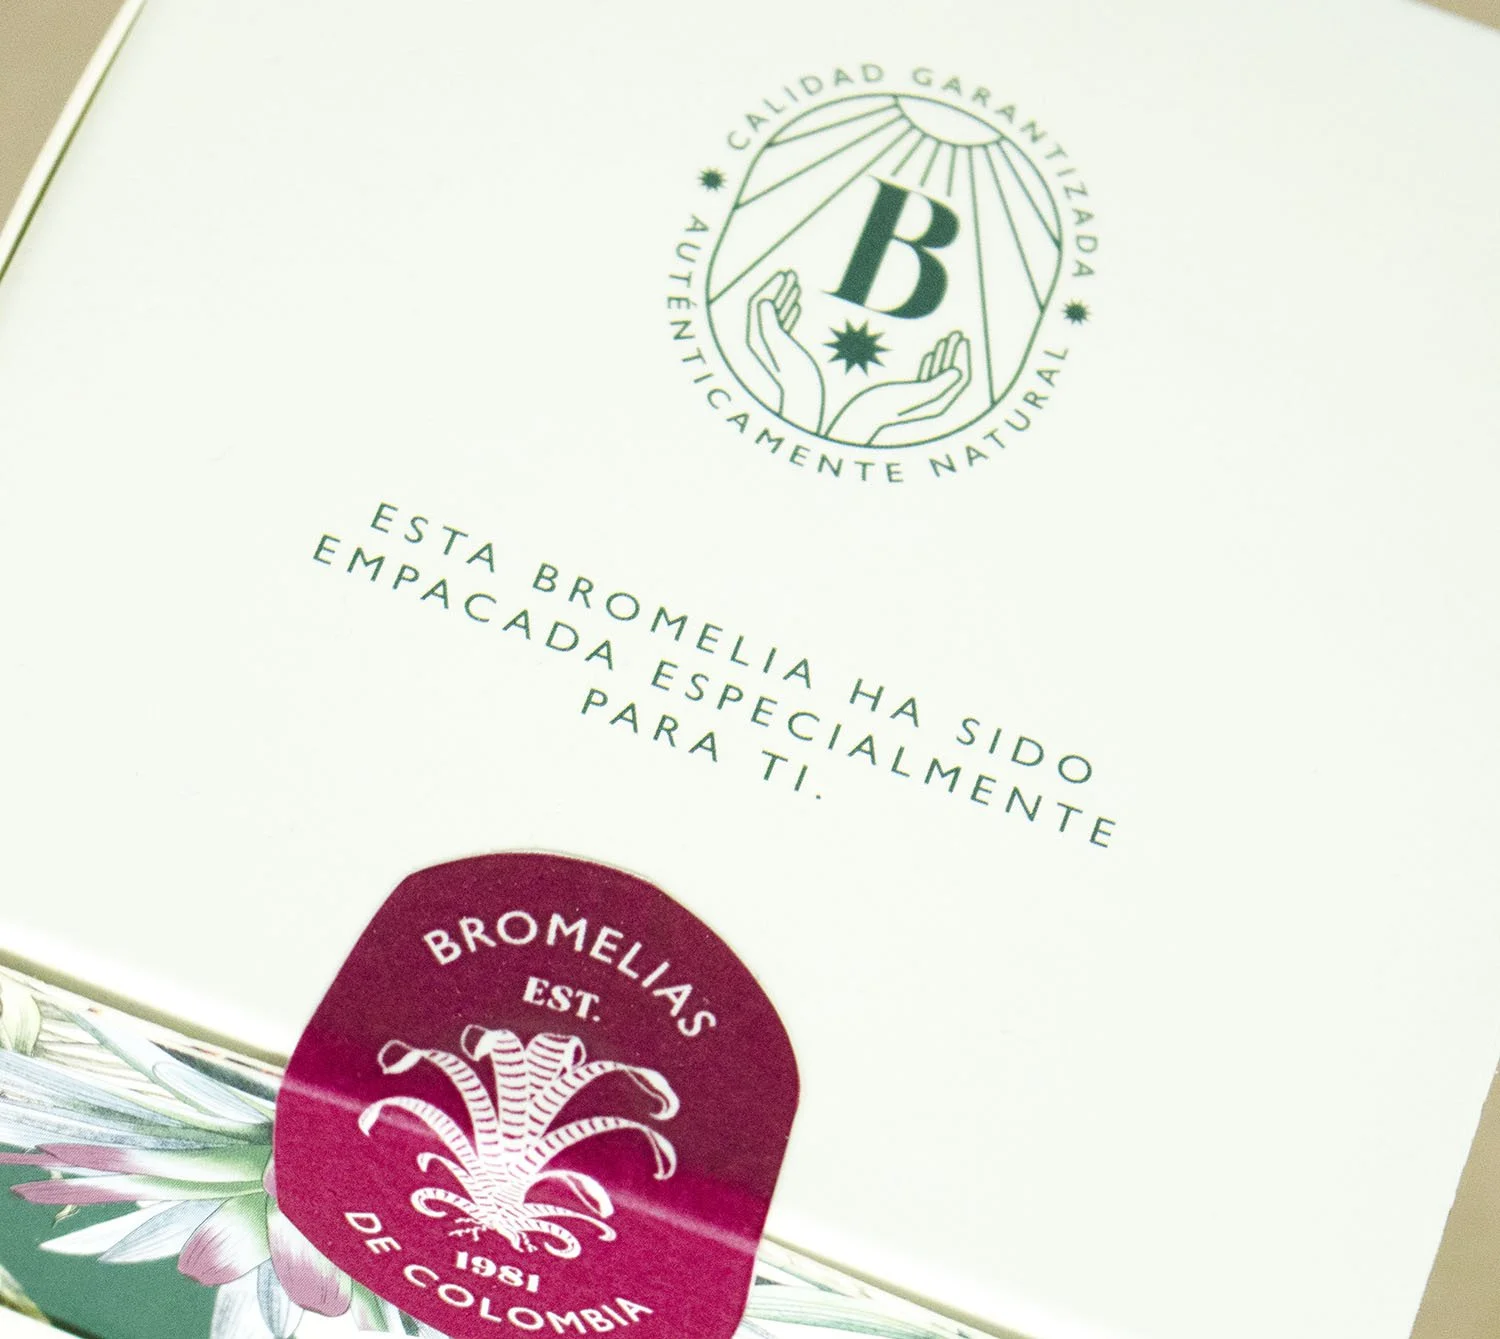 CALIDAD GARANTIZADA
B
AUTÉNTICAMENTE NATURAL
ESTA BROMELIA HA SIDO
EMPACADA ESPECIALMENTE
PARA TI.
BROMELIAS
EST.
1981
DE COLOMBIA